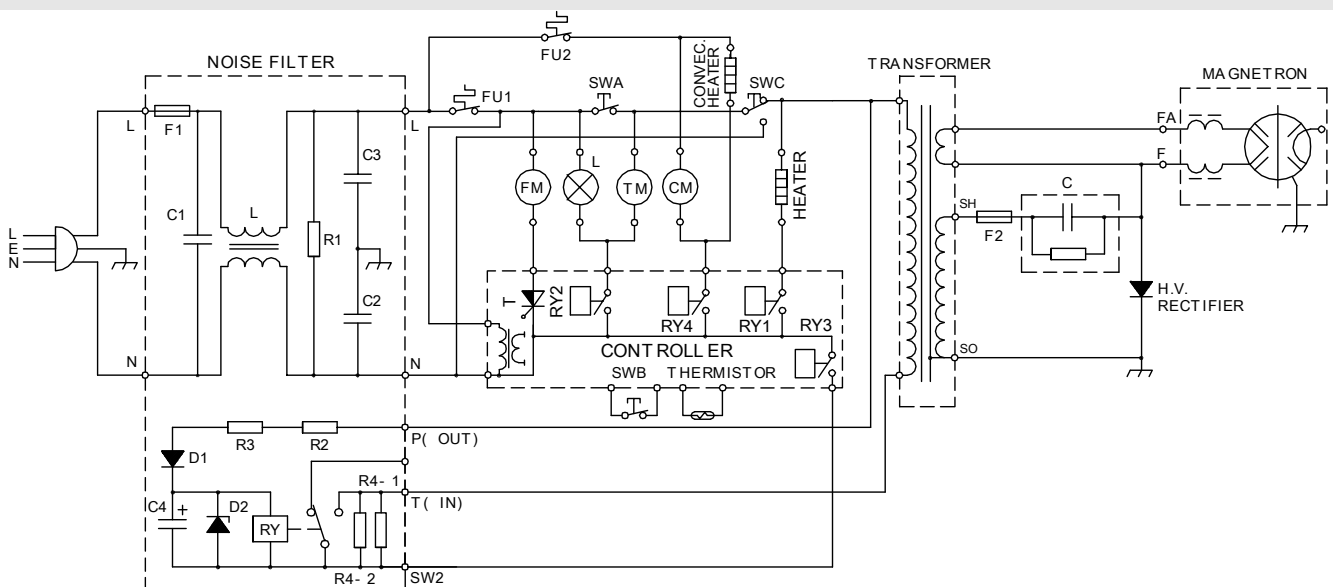 NOISE FILTER
FU2
CONVEC.
HEATER
TRANSFORMER
MAGNETRON
L
F1
L
FU1
SWA
SWC
FA
F
C1
L
R1
C3
C2
FM
L
TM
CM
HEATER
SH
F2
C
L
E
N
T
RY2
RY4
RY1
RY3
H.V.
RECTIFIER
N
N
CONTROLLER
SWB
THERMISTOR
SO
R3
R2
P( OUT)
D1
C4
+
D2
RY
R4- 1
T( IN)
R4- 2
SW2